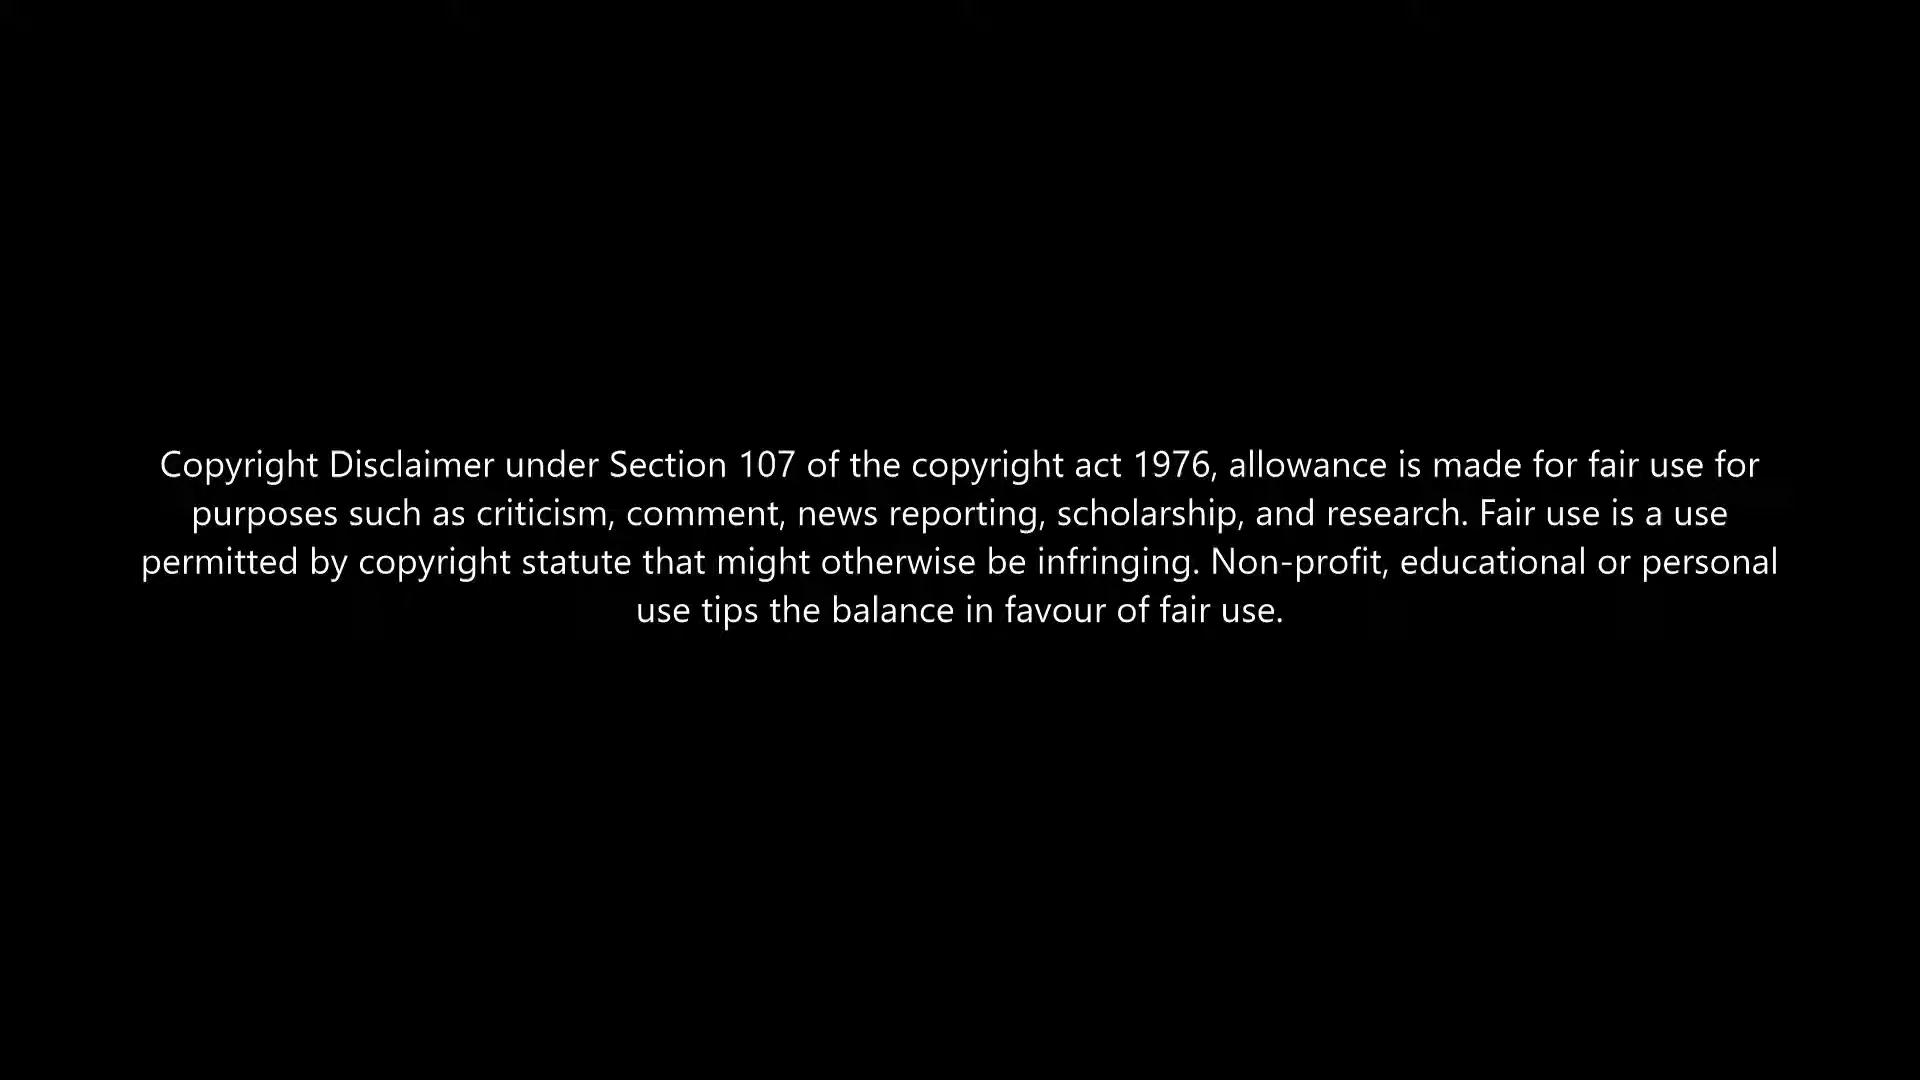 Copyright Disclaimer under Section 107 of the copyright act 1976, allowance is made for fair use for
purposes such as criticism, comment, news reporting, scholarship, and research. Fair use is a use
permitted by copyright statute that might otherwise be infringing. Non-profit, educational or personal
use tips the balance in favour of fair use.